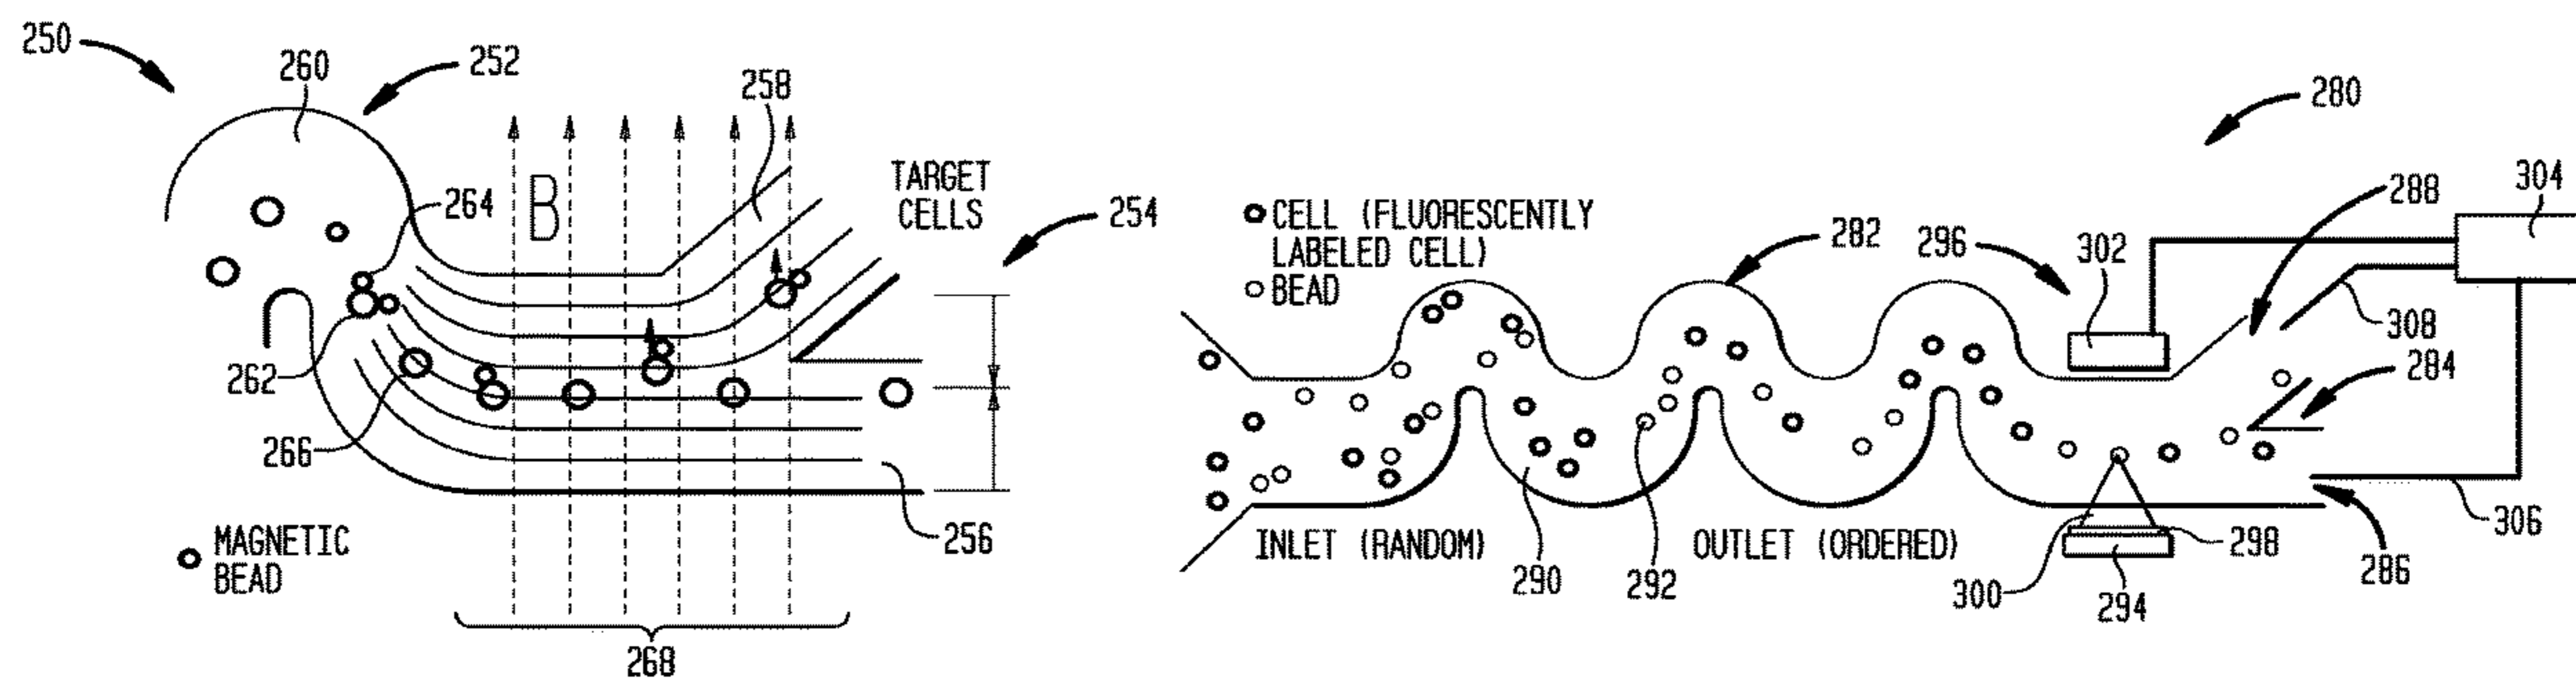 250
260
252
258
264
B
TARGET
CELLS
254
262
266
MAGNETIC
BEAD
256
268
280
304
288
CELL (FLUORESCENTLY
LABELED CELL)
BEAD
282
296
302
308
284
292
290
INLET (RANDOM)
OUTLET (ORDERED)
300
298
294
306
286